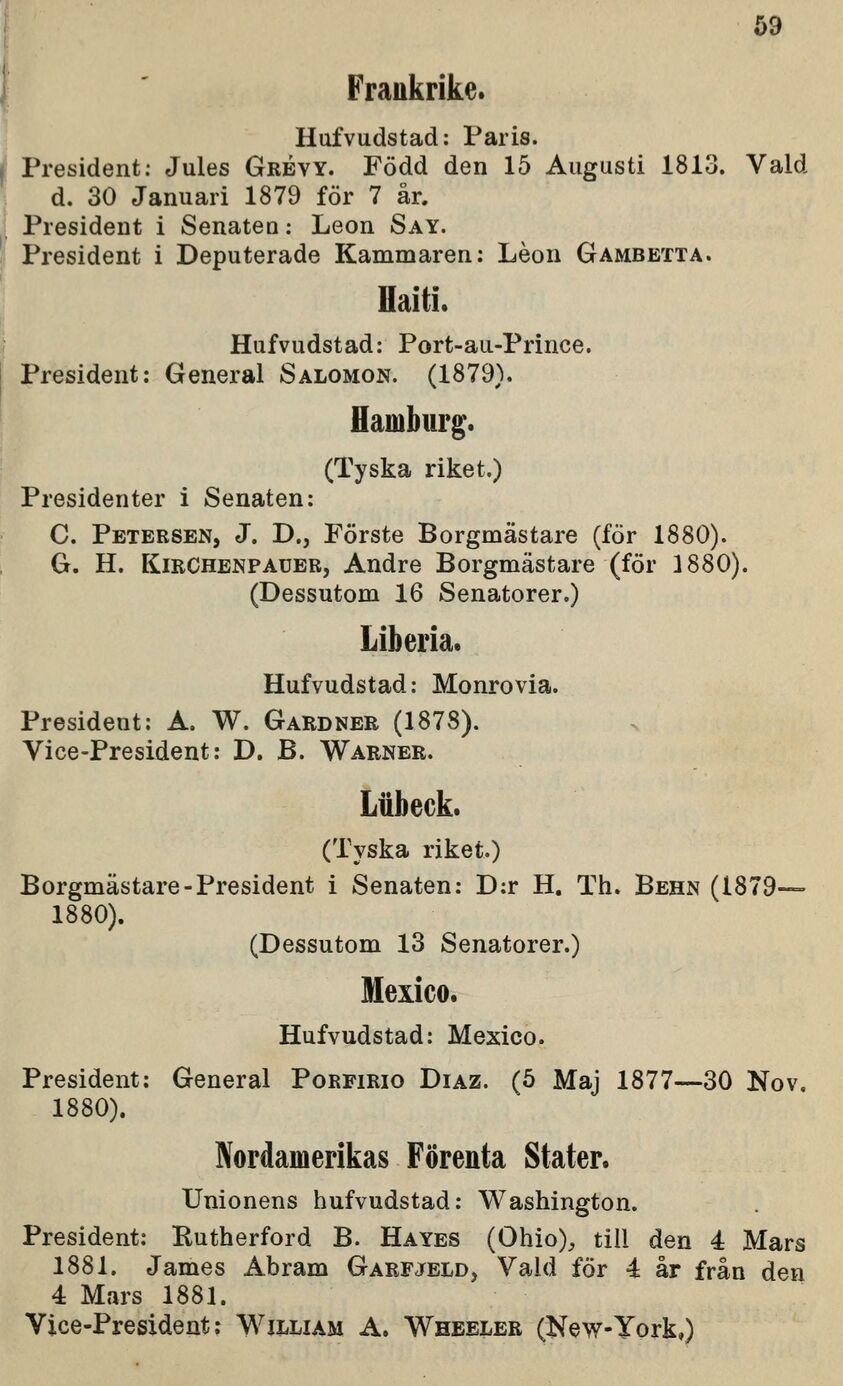 59
Frankrike.
Hufvudstad: Paris.
President: Jules GRÉVY. Född den 15 Augusti 1813. Vald
d. 30 Januari 1879 för 7 år.
President i Senaten: Leon SAY.
President i Deputerade Kammaren: Lèon GAMBETTA.
Haiti.
Hufvudstad: Port-au-Prince.
President: General SALOMON. (1879).
Hamburg.
(Tyska riket.)
Presidenter i Senaten:
C. PETERSEN, J. D., Förste Borgmästare (för 1880).
G. H. KIRCHENPAUER, Andre Borgmästare (för 1880).
(Dessutom 16 Senatorer.)
Liberia.
Hufvudstad: Monrovia.
President: A. W. GARDNER (1878).
Vice-President: D. B. WARNER.
Lübeck.
(Tyska riket.)
Borgmästare-President i Senaten: D:r H. Th. BEHN (1879—
1880).
(Dessutom 13 Senatorer.)
Mexico.
Hufvudstad: Mexico.
President: General PORFIRIO DIAZ. (5 Maj 1877—30 Nov.
1880).
Nordamerikas Förenta Stater.
Unionens hufvudstad: Washington.
President: Rutherford B. HAYES (Ohio), till den 4 Mars
1881. James Abram GARFJELD, Vald för 4 år från den
4 Mars 1881.
Vice-President: WILLIAM A. WHEELER (New-York,)